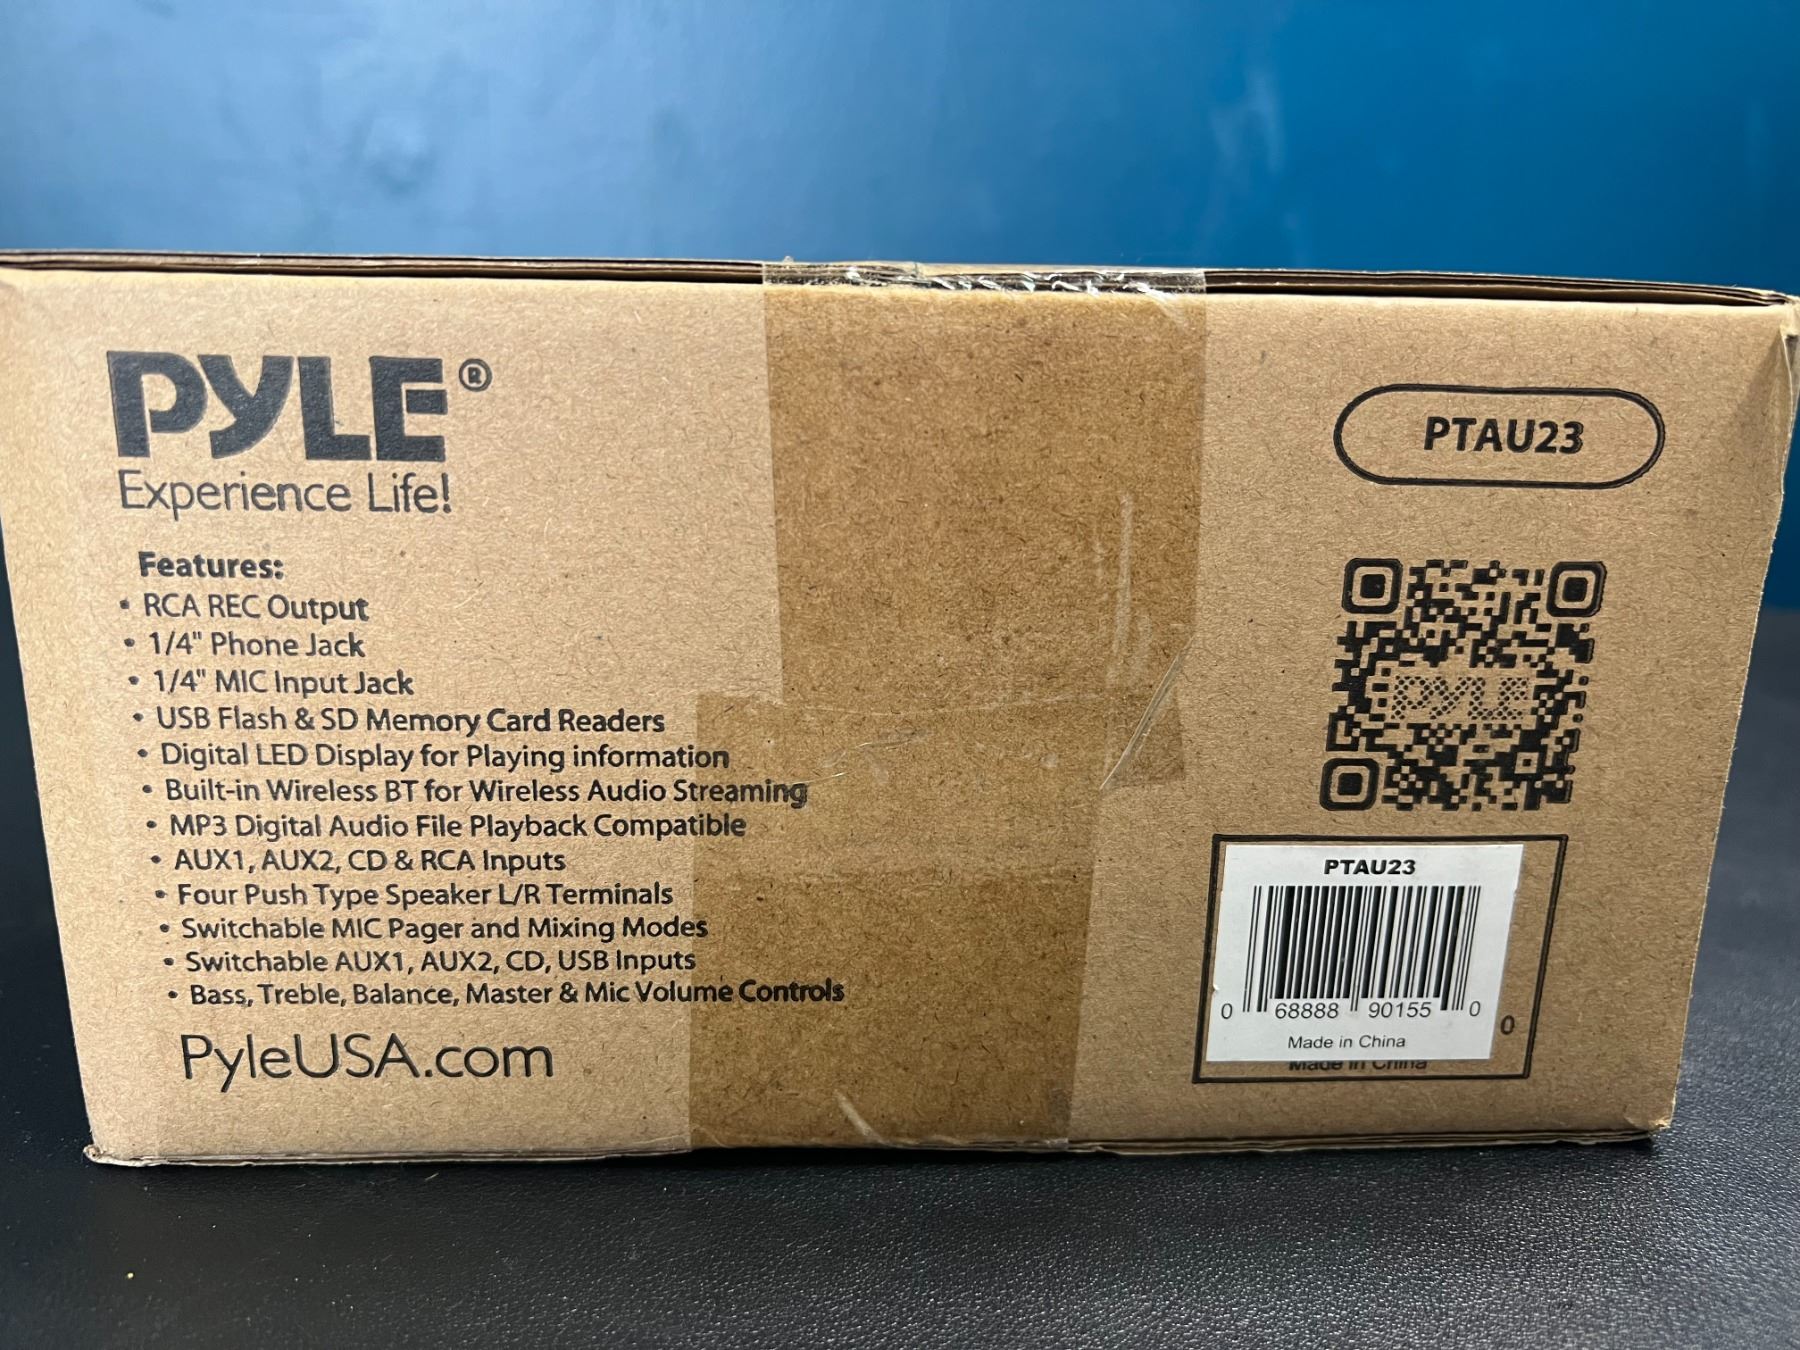 PYLE®
Experience Life!
Features:
• RCA REC Output
• 1/4" Phone Jack
• 1/4" MIC Input Jack
• USB Flash & SD Memory Card Readers
• Digital LED Display for Playing information
• Built-in Wireless BT for Wireless Audio Streaming
• MP3 Digital Audio File Playback Compatible
• AUX1, AUX2, CD & RCA Inputs
• Four Push Type Speaker L/R Terminals
• Switchable MIC Pager and Mixing Modes
• Switchable AUX1, AUX2, CD, USB Inputs
• Bass, Treble, Balance, Master & Mic Volume Controls
PyleUSA.com
PTAU23
PYLE
PTAU23
0 68888 90155 0
0
Made in China
Made in China